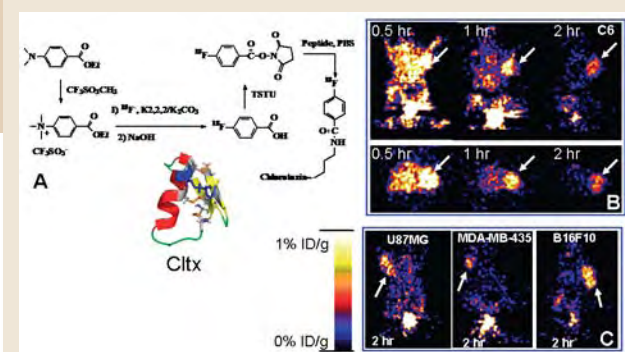 N
O
OEt
CF3SO3CH3
N+
O
OEt
CF3SO3-
1) 18F-, K2,2,2/K2CO3
2) NaOH
18F
O
OH
TSTU
18F
O
O-N
O
O
Peptide, PBS
18F
O
NH
Chlorotoxin
A
Cltx
0.5 hr
1 hr
2 hr
C6
0.5 hr
1 hr
2 hr
B
1% ID/g
0% ID/g
U87MG
MDA-MB-435
B16F10
2 hr
2 hr
2 hr
C